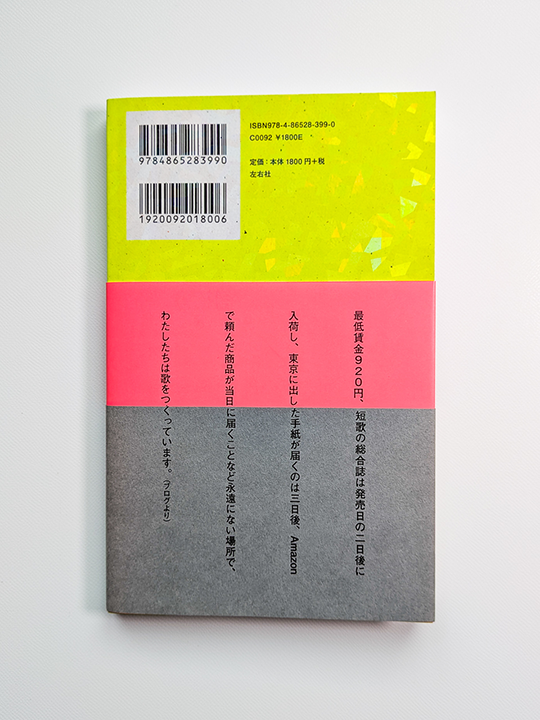 ISBN978-4-86528-399-0
C0092 ¥1800E
定価：本体 1800円+税
左右社
9784865283990
1920092018006
最低賃金920円、短歌の総合誌は発売日の二日後に
入荷し、東京に出した手紙が届くのは三日後、Amazon
で頼んだ商品が当日に届くことなど永遠にない場所で、
わたしたちは歌をつくっています。（ブログより）